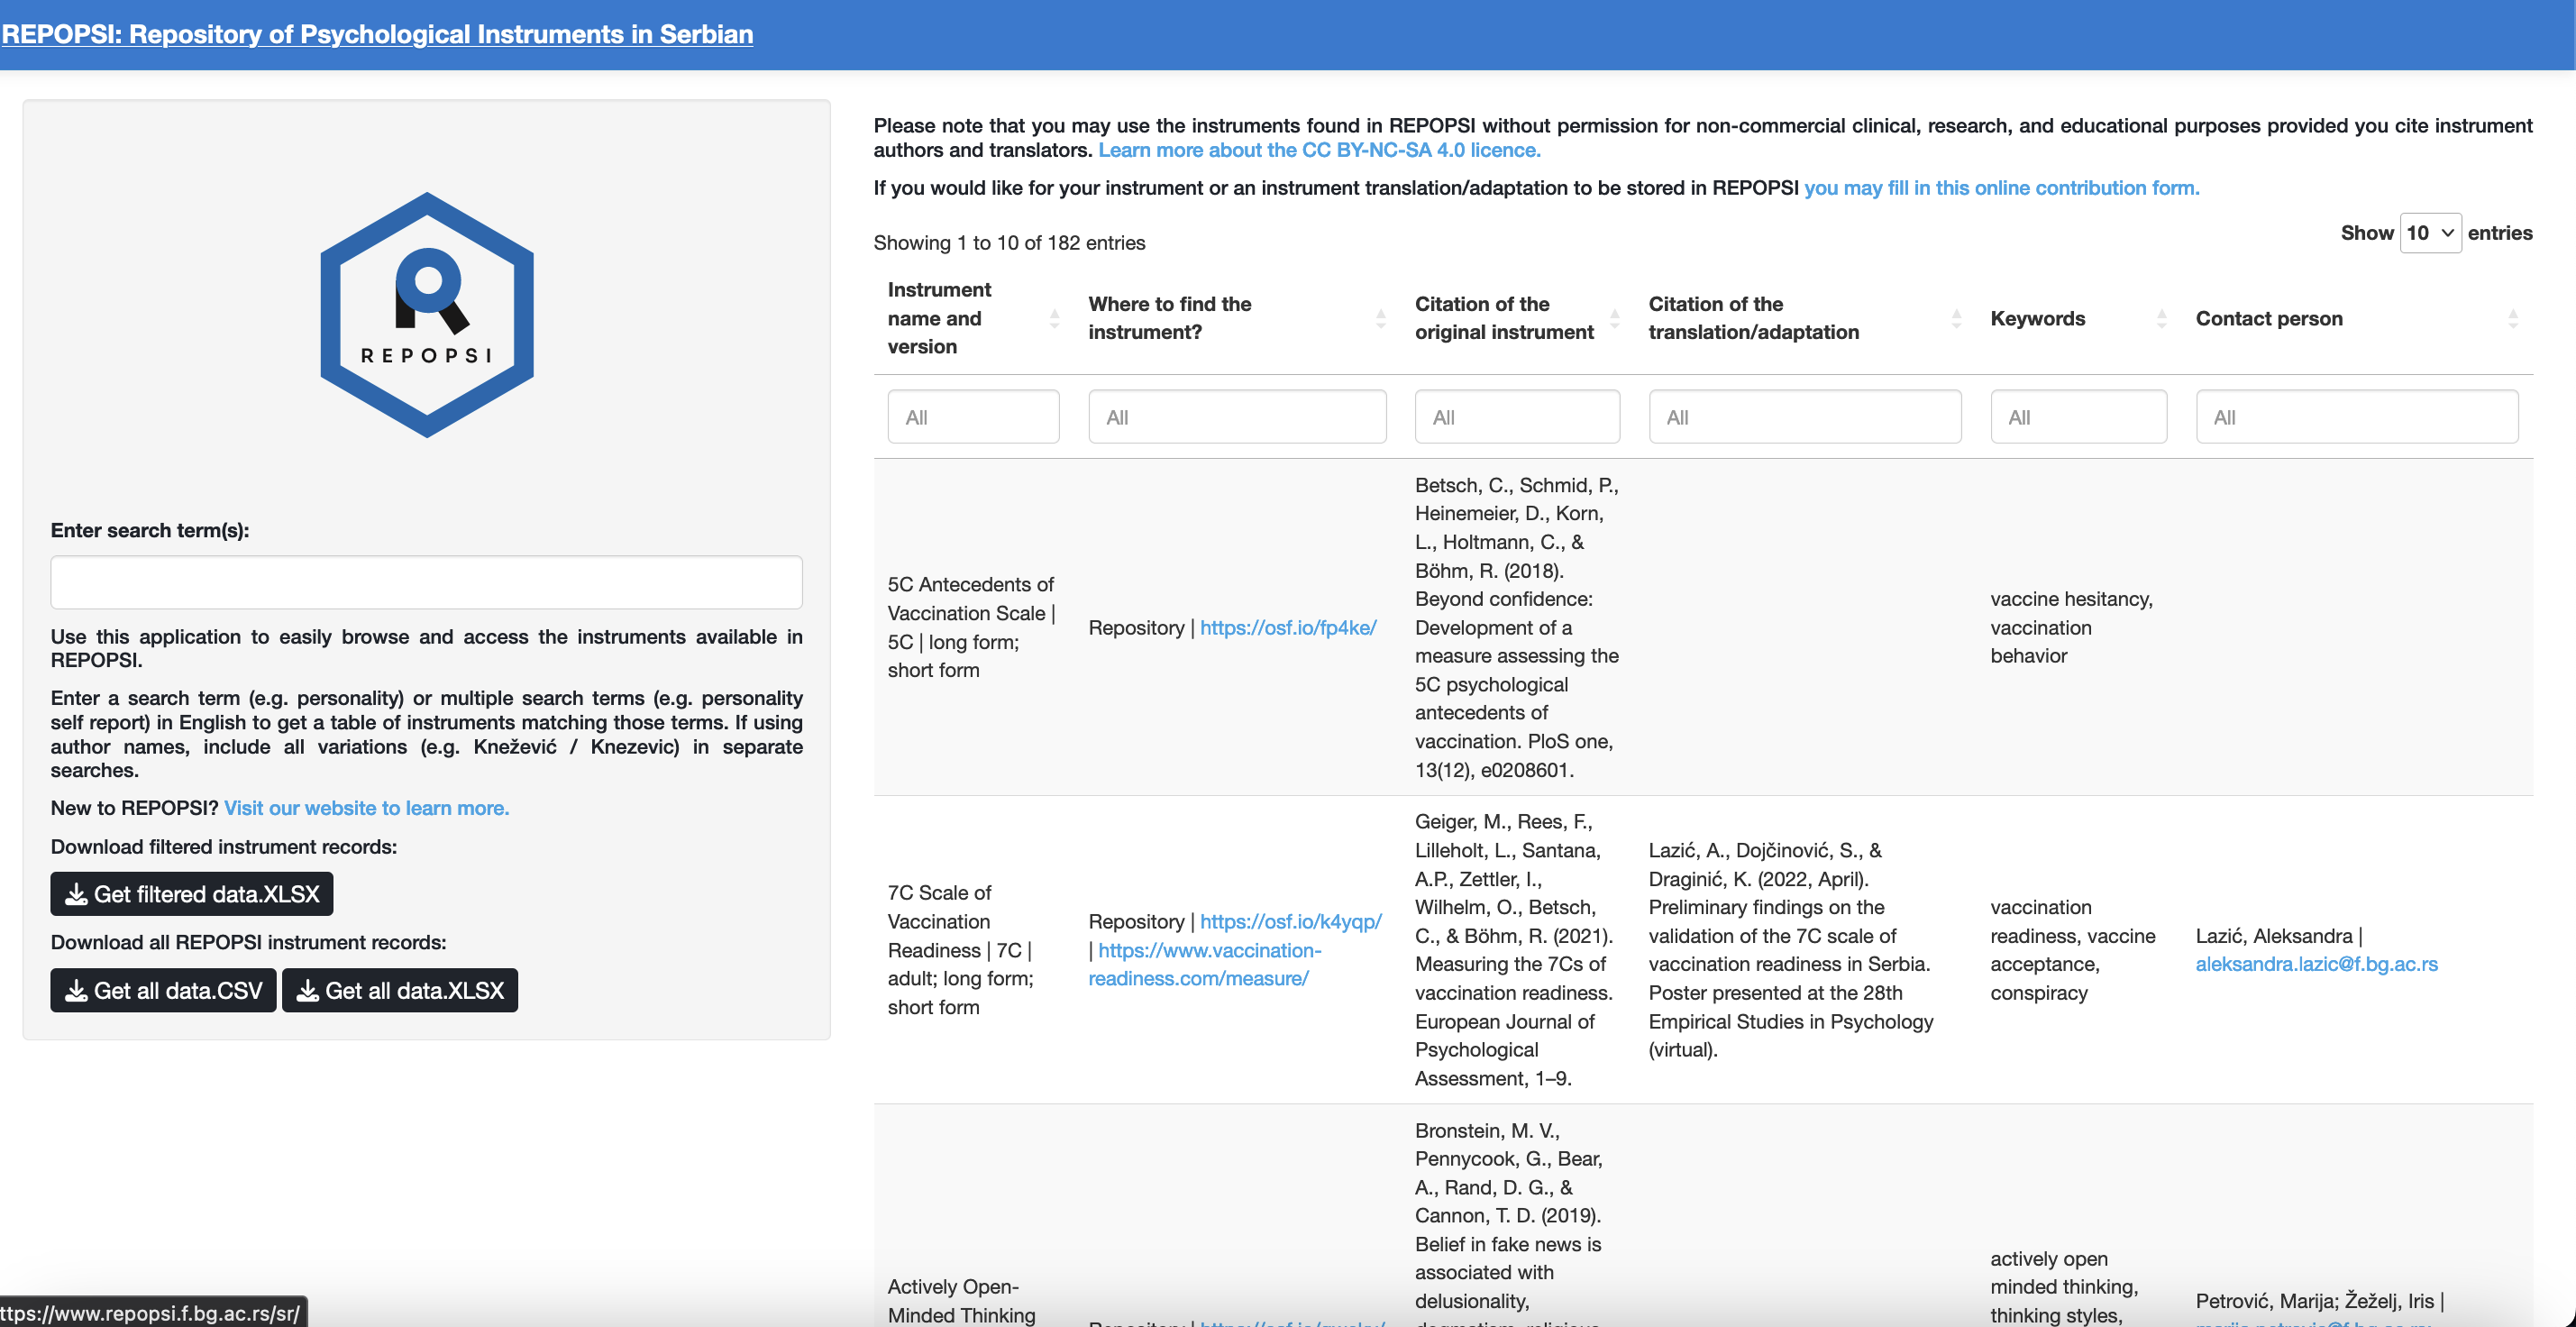 REPOPSI: Repository of Psychological Instruments in Serbian
REPOPSI
Enter search term(s):
Use this application to easily browse and access the instruments available in
REPOPSI.
Enter a search term (e.g. personality) or multiple search terms (e.g. personality
self report) in English to get a table of instruments matching those terms. If using
author names, include all variations (e.g. Knežević / Knezevic) in separate
searches.
New to REPOPSI? Visit our website to learn more.
Download filtered instrument records:
Get filtered data.XLSX
Download all REPOPSI instrument records:
Get all data.CSV Get all data.XLSX
Please note that you may use the instruments found in REPOPSI without permission for non-commercial clinical, research, and educational purposes provided you cite instrument
authors and translators. Learn more about the CC BY-NC-SA 4.0 licence.
If you would like for your instrument or an instrument translation/adaptation to be stored in REPOPSI you may fill in this online contribution form.
Showing 1 to 10 of 182 entries
Show 10 entries
Instrument
name and
version
Where to find the
instrument?
Citation of the
original instrument
Citation of the
translation/adaptation
Keywords
Contact person
All
All
All
All
All
All
5C Antecedents of
Vaccination Scale |
5C | long form;
short form
Repository | https://osf.io/fp4ke/
Betsch, C., Schmid, P.,
Heinemeier, D., Korn,
L., Holtmann, C., &
Böhm, R. (2018).
Beyond confidence:
Development of a
measure assessing the
5C psychological
antecedents of
vaccination. PloS one,
13(12), e0208601.
vaccine hesitancy,
vaccination
behavior
7C Scale of
Vaccination
Readiness | 7C |
adult; long form;
short form
Repository | https://osf.io/k4yqp/
| https://www.vaccination-
readiness.com/measure/
Geiger, M., Rees, F.,
Lilleholt, L., Santana,
A.P., Zettler, I.,
Wilhelm, O., Betsch,
C., & Böhm, R. (2021).
Measuring the 7Cs of
vaccination readiness.
European Journal of
Psychological
Assessment, 1–9.
Lazić, A., Dojčinović, S., &
Draginić, K. (2022, April).
Preliminary findings on the
validation of the 7C scale of
vaccination readiness in Serbia.
Poster presented at the 28th
Empirical Studies in Psychology
(virtual).
vaccination
readiness, vaccine
acceptance,
conspiracy
Lazić, Aleksandra |
aleksandra.lazic@f.bg.ac.rs
Actively Open-
Minded Thinking
Repository |
Bronstein, M. V.,
Pennycook, G., Bear,
A., Rand, D. G., &
Cannon, T. D. (2019).
Belief in fake news is
associated with
delusionality,
actively open
minded thinking,
thinking styles,
Petrović, Marija; Žeželj, Iris |
ttps://www.repopsi.f.bg.ac.rs/sr/